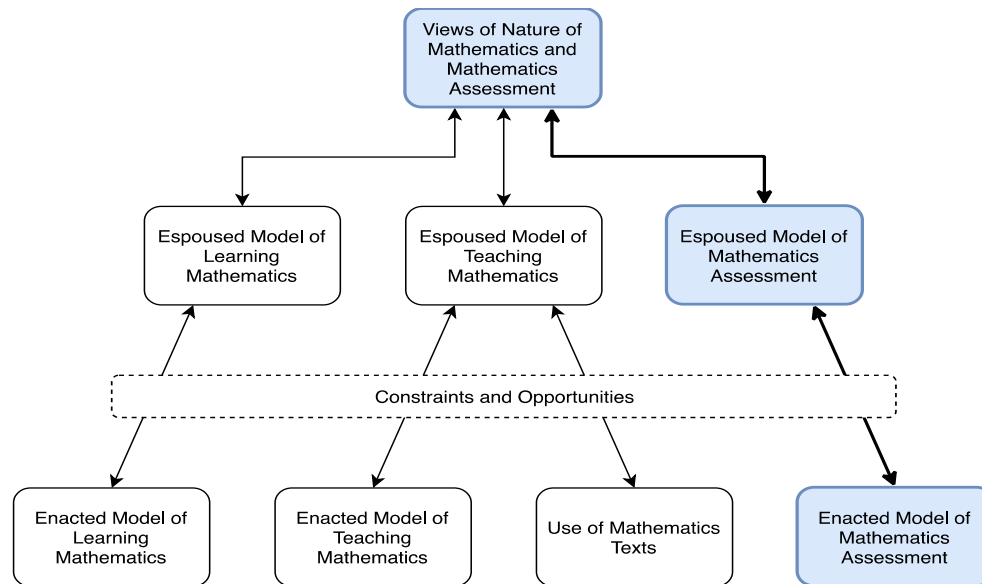 Views of Nature of
Mathematics and
Mathematics
Assessment
Espoused Model of
Learning
Mathematics
Espoused Model of
Teaching
Mathematics
Espoused Model of
Mathematics
Assessment
Constraints and Opportunities
Enacted Model of
Learning
Mathematics
Enacted Model of
Teaching
Mathematics
Use of Mathematics
Texts
Enacted Model of
Mathematics
Assessment